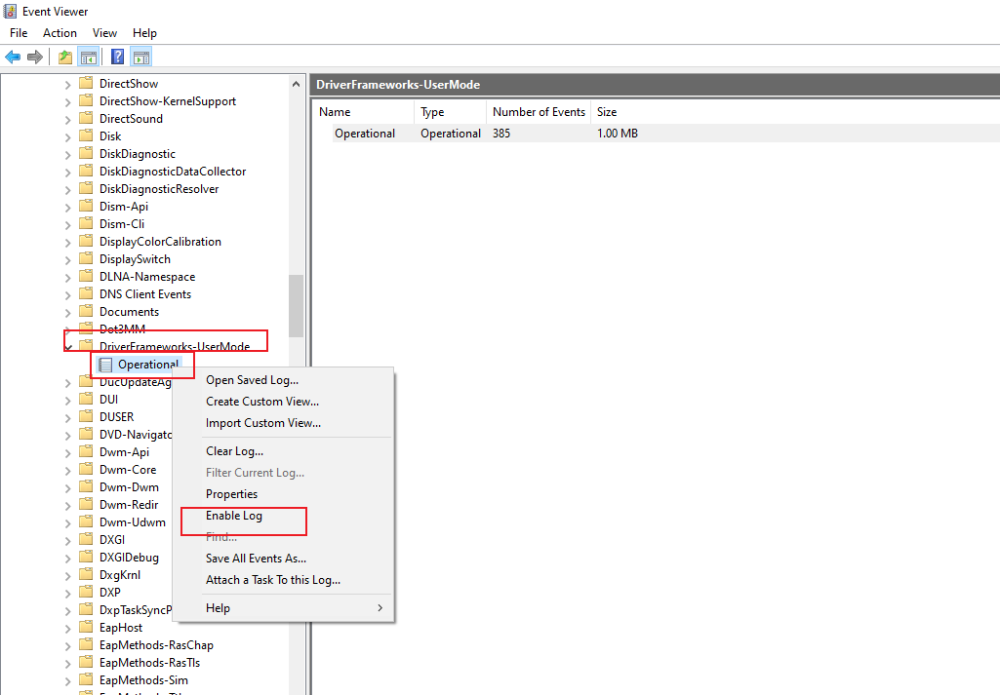 Event Viewer
File Action View Help
DirectShow
DirectShow-KernelSupport
DirectSound
Disk
DiskDiagnostic
DiskDiagnosticDataCollector
DiskDiagnosticResolver
Dism-Api
Dism-Cli
DisplayColorCalibration
DisplaySwitch
DLNA-Namespace
DNS Client Events
Documents
Dot3MM
DriverFrameworks-UserMode
Operational
DucUpdateAg
DUI
DUSER
DVD-Navigato
Dwm-Api
Dwm-Core
Dwm-Dwm
Dwm-Redir
Dwm-Udwm
DXGI
DXGIDebug
DxgKrnl
DXP
DxpTaskSyncP
EapHost
EapMethods-RasChap
EapMethods-RasTls
EapMethods-Sim
Open Saved Log...
Create Custom View...
Import Custom View...
Clear Log...
Filter Current Log...
Properties
Enable Log
Find...
Save All Events As...
Attach a Task To this Log...
Help
DriverFrameworks-UserMode
Name Type Number of Events Size
Operational Operational 385 1.00 MB